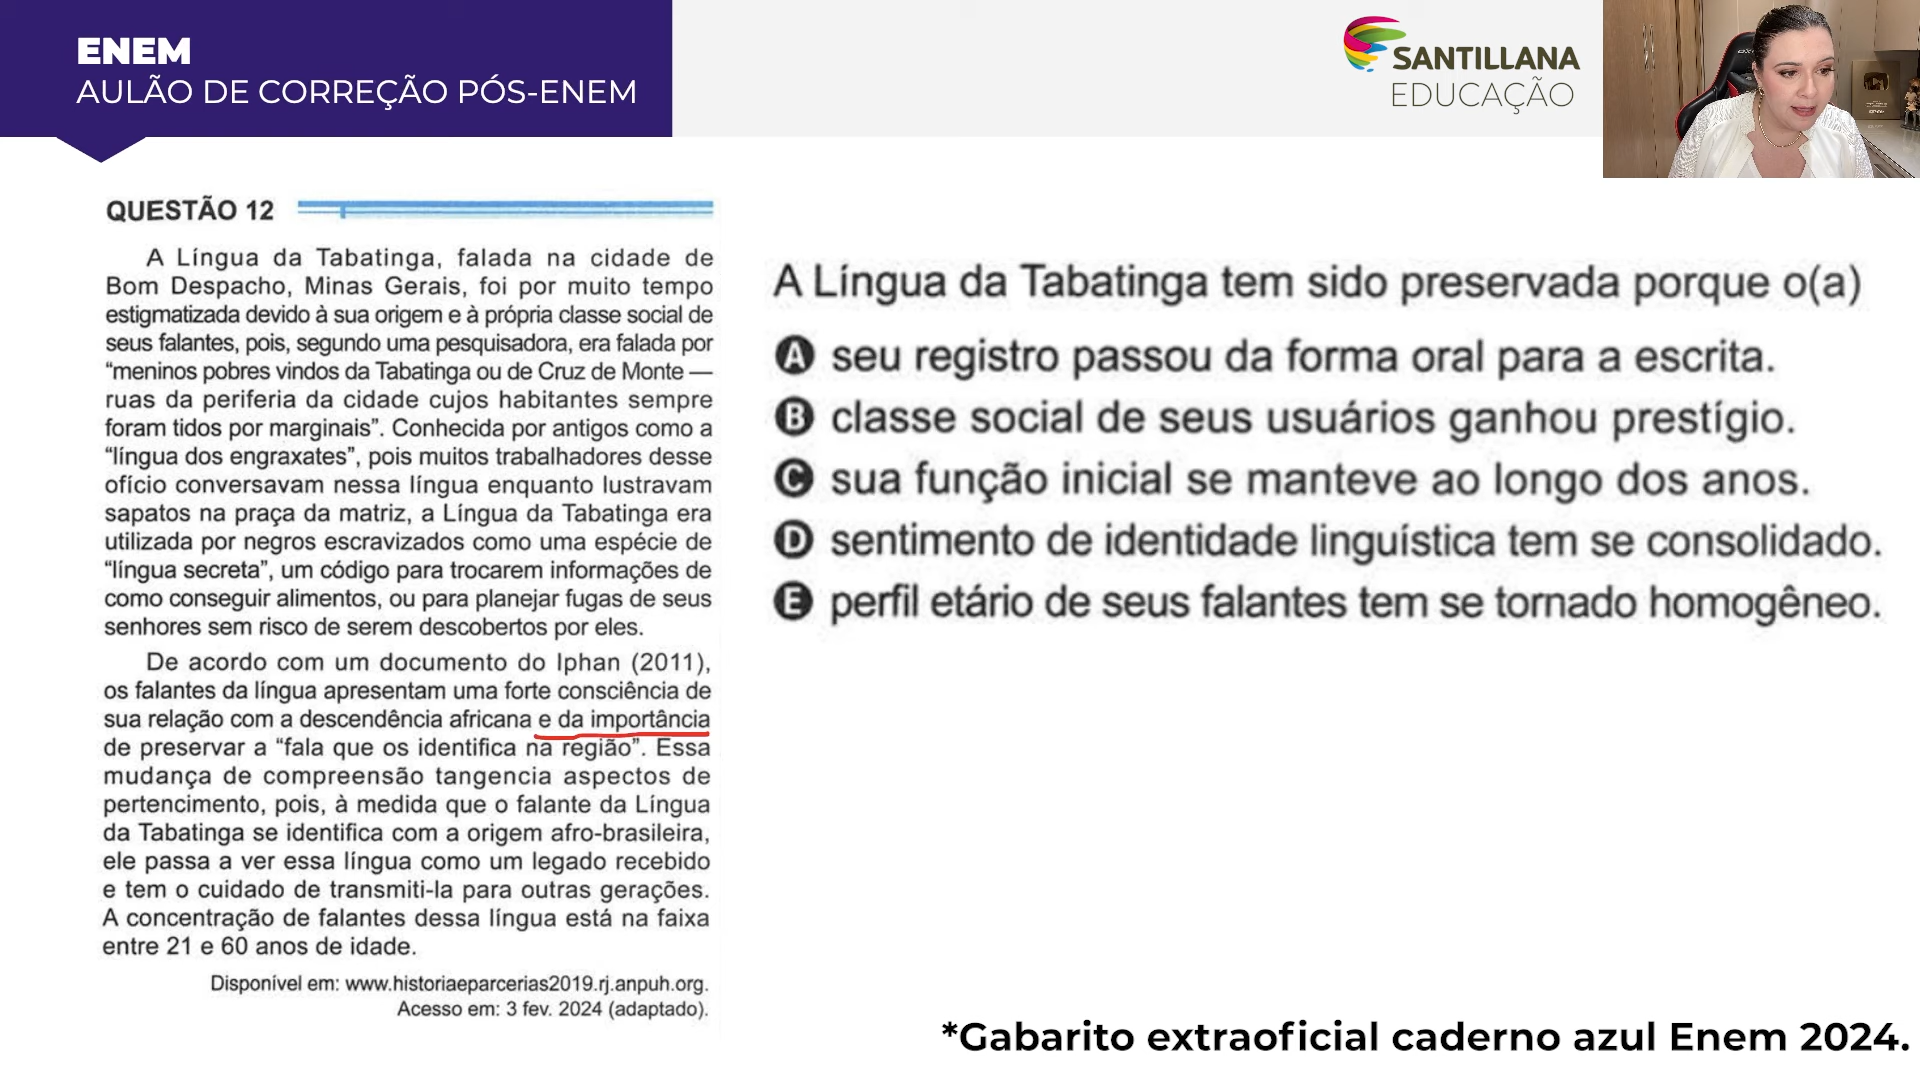 ENEM
AULÃO DE CORREÇÃO PÓS-ENEM
SANTILLANA
EDUCAÇÃO
QUESTÃO 12
A Língua da Tabatinga, falada na cidade de
Bom Despacho, Minas Gerais, foi por muito tempo
estigmatizada devido à sua origem e à própria classe social de
seus falantes, pois, segundo uma pesquisadora, era falada por
“meninos pobres vindos da Tabatinga ou de Cruz de Monte —
ruas da periferia da cidade cujos habitantes sempre
foram tidos por marginais”. Conhecida por antigos como a
“língua dos engraxates”, pois muitos trabalhadores desse
ofício conversavam nessa língua enquanto lustravam
sapatos na praça da matriz, a Língua da Tabatinga era
utilizada por negros escravizados como uma espécie de
“língua secreta”, um código para trocarem informações de
como conseguir alimentos, ou para planejar fugas de seus
senhores sem risco de serem descobertos por eles.
De acordo com um documento do Iphan (2011),
os falantes da língua apresentam uma forte consciência de
sua relação com a descendência africana e da importância
de preservar a “fala que os identifica na região”. Essa
mudança de compreensão tangencia aspectos de
pertencimento, pois, à medida que o falante da Língua
da Tabatinga se identifica com a origem afro-brasileira,
ele passa a ver essa língua como um legado recebido
e tem o cuidado de transmiti-la para outras gerações.
A concentração de falantes dessa língua está na faixa
entre 21 e 60 anos de idade.
Disponível em: www.historiaeparcerias2019.rj.anpuh.org.
Acesso em: 3 fev. 2024 (adaptado).
A Língua da Tabatinga tem sido preservada porque o(a)
A seu registro passou da forma oral para a escrita.
B classe social de seus usuários ganhou prestígio.
C sua função inicial se manteve ao longo dos anos.
D sentimento de identidade linguística tem se consolidado.
E perfil etário de seus falantes tem se tornado homogêneo.
*Gabarito extraoficial caderno azul Enem 2024.